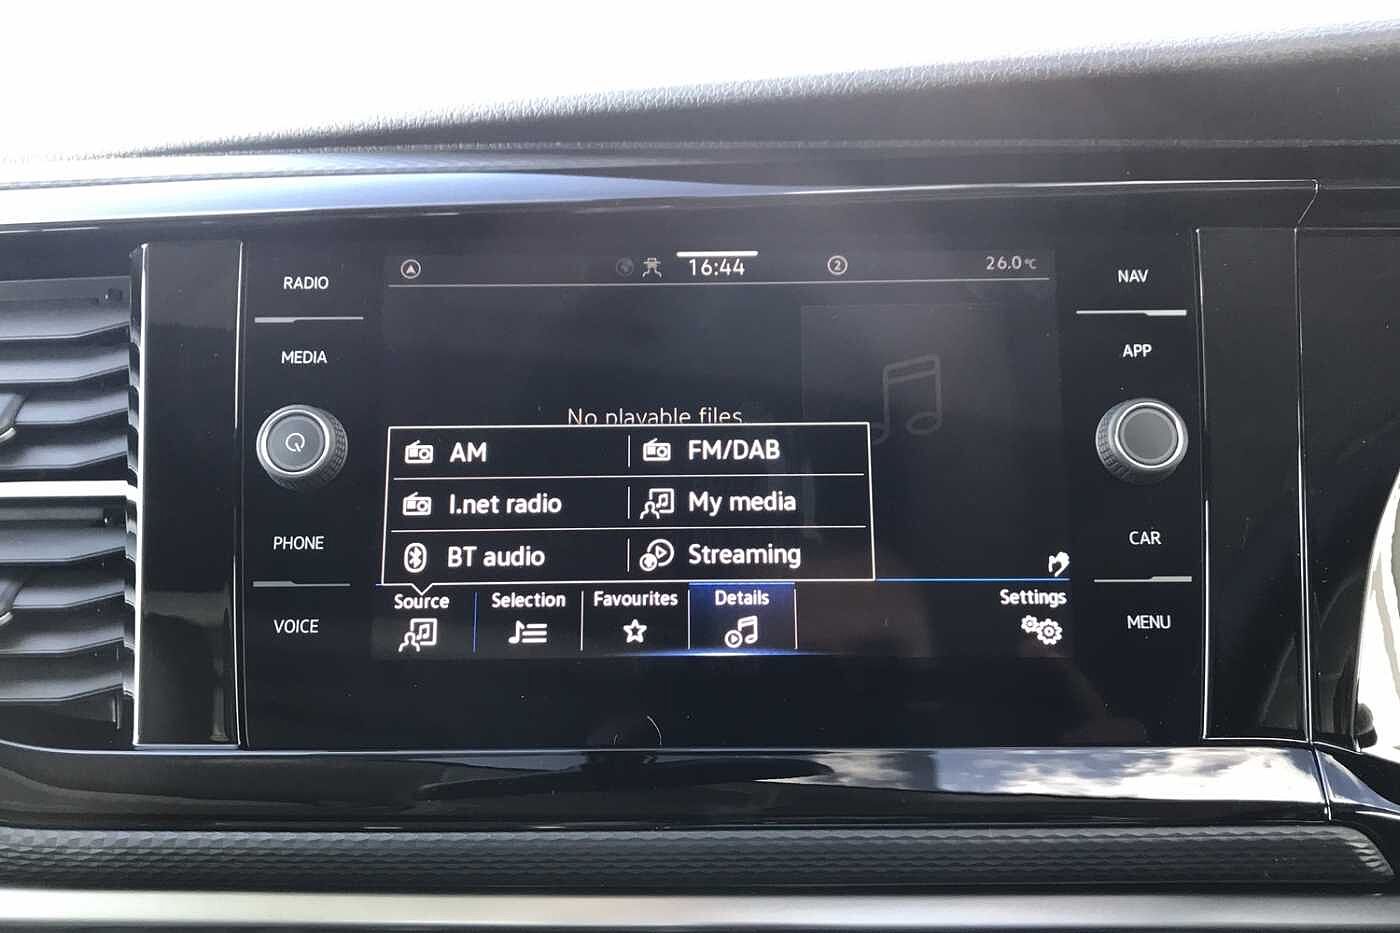 RADIO
MEDIA
PHONE
VOICE
16:44
2
26.0°C
No playable files.
AM
FM/DAB
I.net radio
My media
BT audio
Streaming
Source
Selection
Favourites
Details
Settings
NAV
APP
CAR
MENU